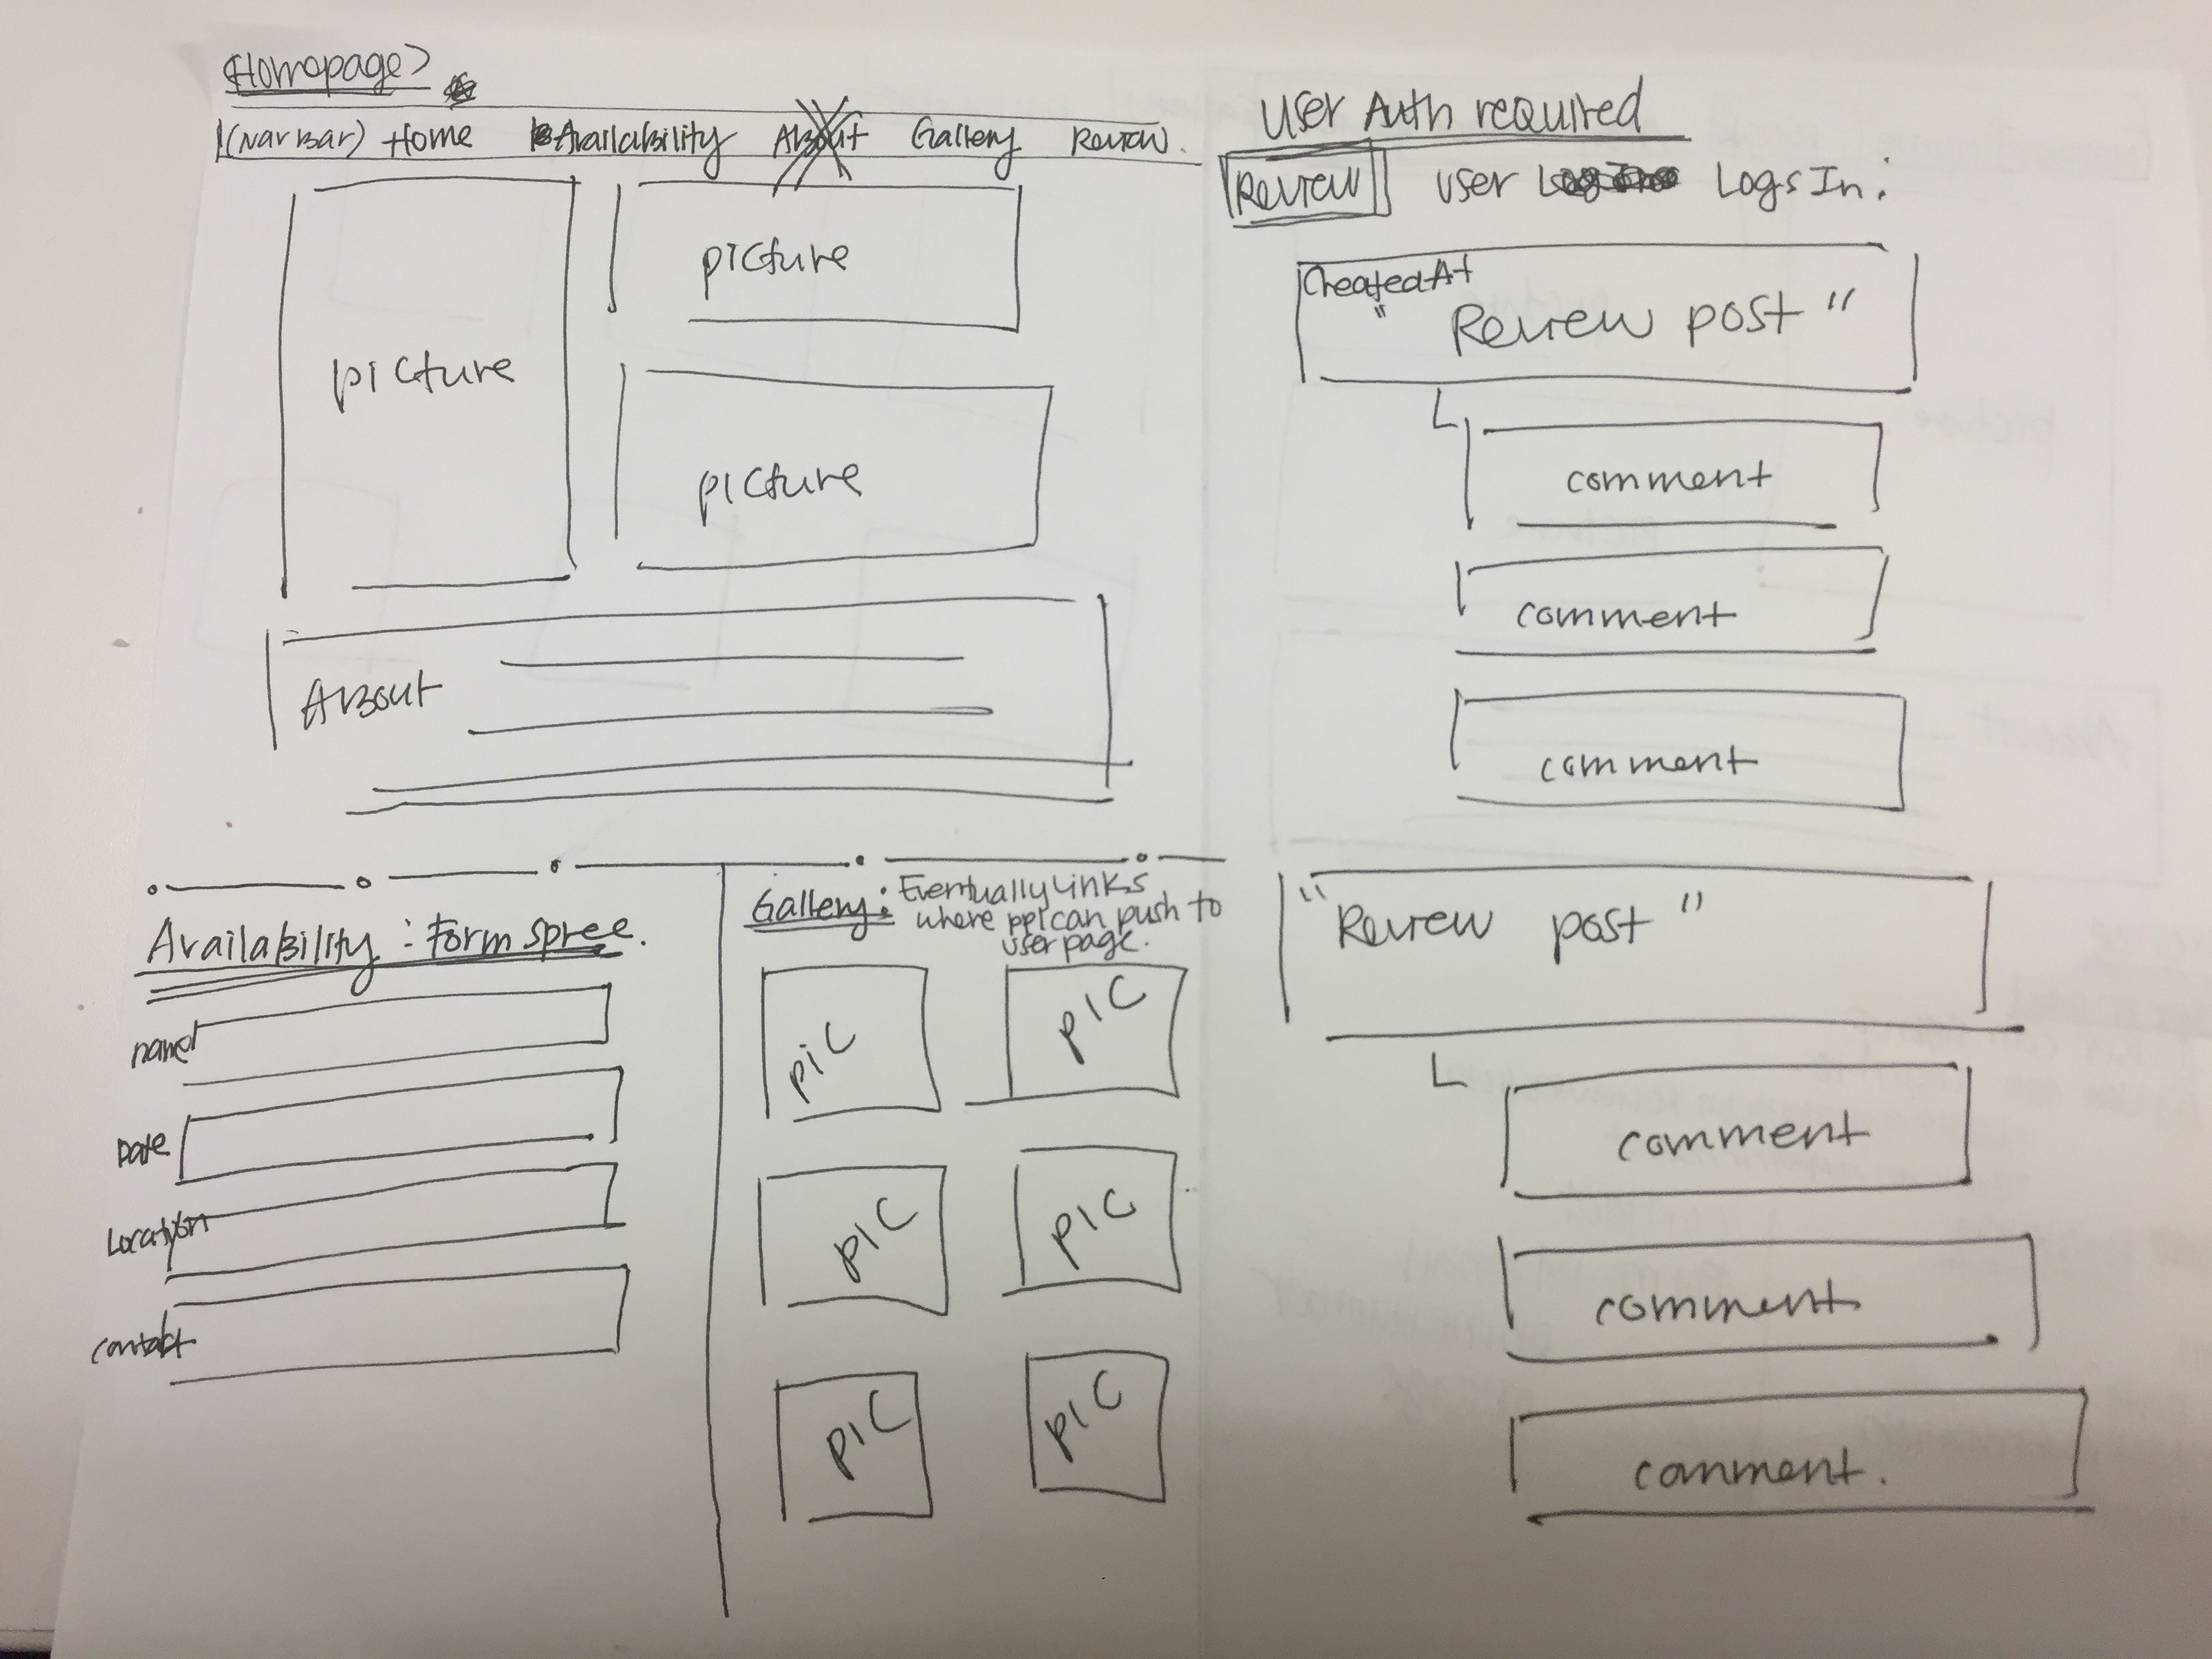 <Homepage>
(NavBar) Home Availability About Gallery Review.
picture
picture
picture
About
Availability : Formspree.
name
Date
Location
contact
Gallery: Eventually links
where ppl can push to
user page.
pic
pic
pic
pic
pic
pic
User Auth required
Review user Logs In:
CreatedAt
"Review post"
comment
comment
comment
"Review post"
comment
comment
comment.